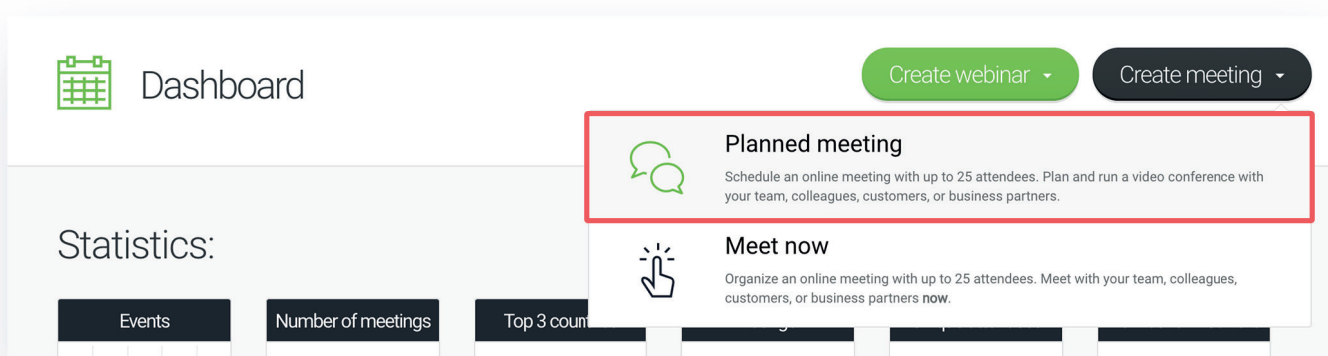 Dashboard
Create webinar
Create meeting
Planned meeting
Schedule an online meeting with up to 25 attendees. Plan and run a video conference with
your team, colleagues, customers, or business partners.
Meet now
Organize an online meeting with up to 25 attendees. Meet with your team, colleagues,
customers, or business partners now.
Statistics:
Events
Number of meetings
Top 3